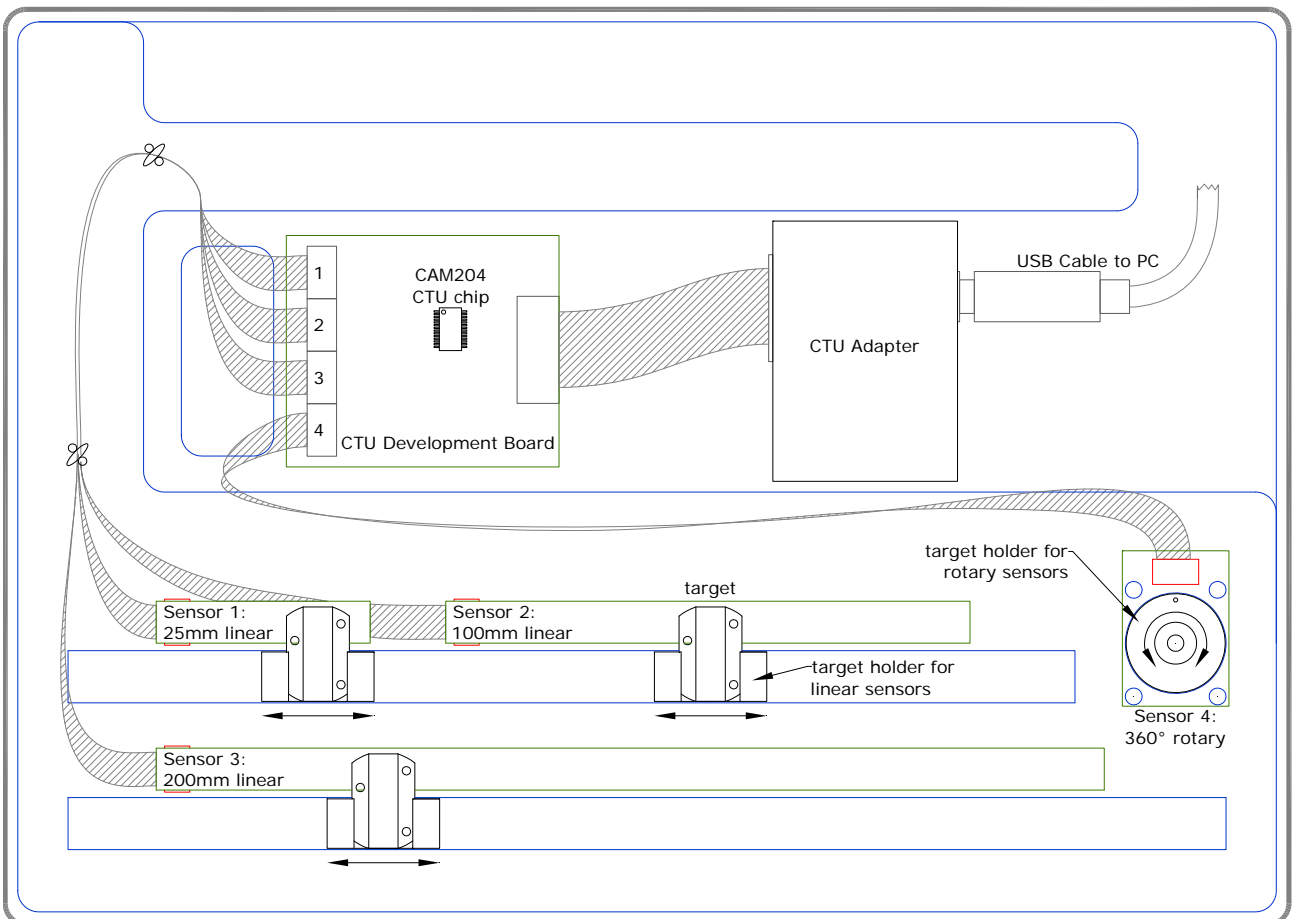 USB Cable to PC
CAM204
CTU chip
1
2
3
4
CTU Adapter
CTU Development Board
target holder for
rotary sensors
target
Sensor 1:
25mm linear
Sensor 2:
100mm linear
target holder for
linear sensors
Sensor 4:
360° rotary
Sensor 3:
200mm linear